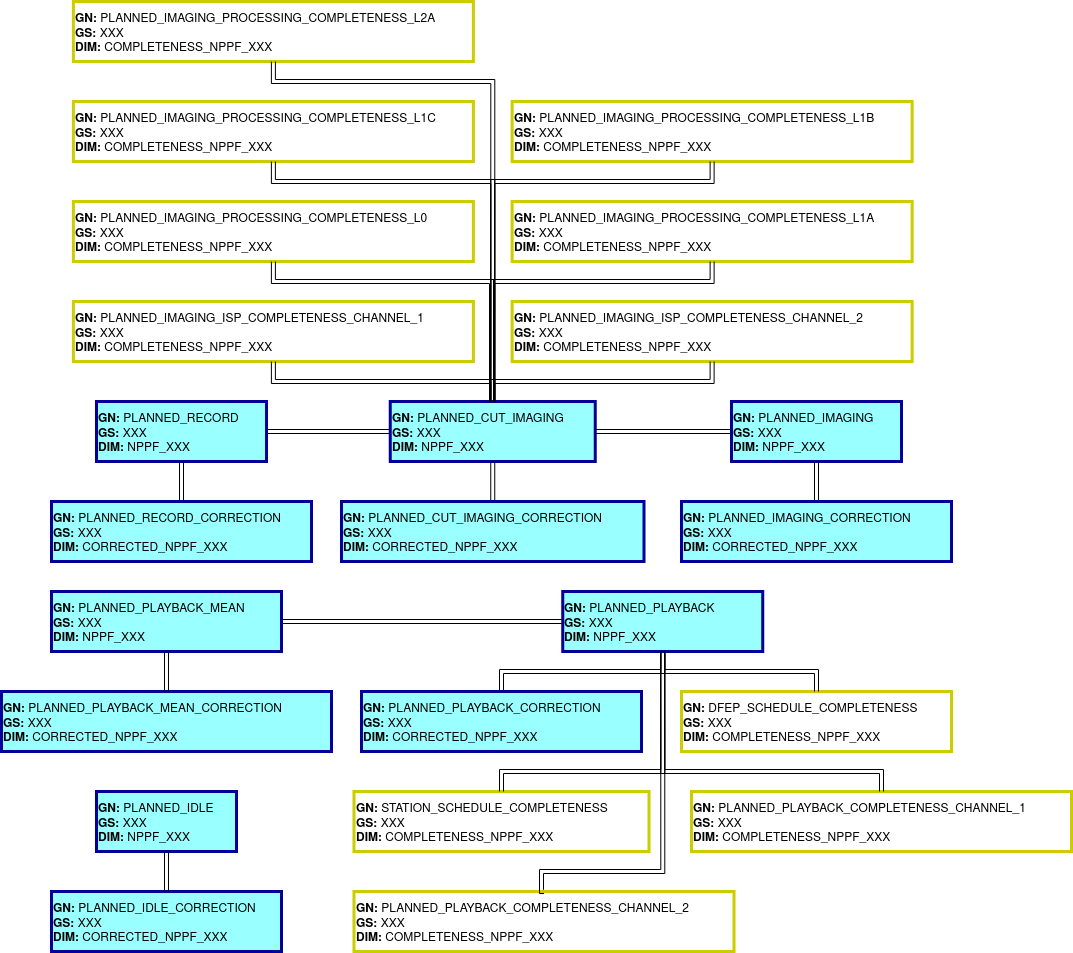 GN: PLANNED_IMAGING_PROCESSING_COMPLETENESS_L2A
GS: XXX
DIM: COMPLETENESS_NPPF_XXX
GN: PLANNED_IMAGING_PROCESSING_COMPLETENESS_L1C
GS: XXX
DIM: COMPLETENESS_NPPF_XXX
GN: PLANNED_IMAGING_PROCESSING_COMPLETENESS_L1B
GS: XXX
DIM: COMPLETENESS_NPPF_XXX
GN: PLANNED_IMAGING_PROCESSING_COMPLETENESS_L0
GS: XXX
DIM: COMPLETENESS_NPPF_XXX
GN: PLANNED_IMAGING_PROCESSING_COMPLETENESS_L1A
GS: XXX
DIM: COMPLETENESS_NPPF_XXX
GN: PLANNED_IMAGING_ISP_COMPLETENESS_CHANNEL_1
GS: XXX
DIM: COMPLETENESS_NPPF_XXX
GN: PLANNED_IMAGING_ISP_COMPLETENESS_CHANNEL_2
GS: XXX
DIM: COMPLETENESS_NPPF_XXX
GN: PLANNED_RECORD
GS: XXX
DIM: NPPF_XXX
GN: PLANNED_CUT_IMAGING
GS: XXX
DIM: NPPF_XXX
GN: PLANNED_IMAGING
GS: XXX
DIM: NPPF_XXX
GN: PLANNED_RECORD_CORRECTION
GS: XXX
DIM: CORRECTED_NPPF_XXX
GN: PLANNED_CUT_IMAGING_CORRECTION
GS: XXX
DIM: CORRECTED_NPPF_XXX
GN: PLANNED_IMAGING_CORRECTION
GS: XXX
DIM: CORRECTED_NPPF_XXX
GN: PLANNED_PLAYBACK_MEAN
GS: XXX
DIM: NPPF_XXX
GN: PLANNED_PLAYBACK
GS: XXX
DIM: NPPF_XXX
GN: PLANNED_PLAYBACK_MEAN_CORRECTION
GS: XXX
DIM: CORRECTED_NPPF_XXX
GN: PLANNED_PLAYBACK_CORRECTION
GS: XXX
DIM: CORRECTED_NPPF_XXX
GN: DFEP_SCHEDULE_COMPLETENESS
GS: XXX
DIM: COMPLETENESS_NPPF_XXX
GN: PLANNED_IDLE
GS: XXX
DIM: NPPF_XXX
GN: STATION_SCHEDULE_COMPLETENESS
GS: XXX
DIM: COMPLETENESS_NPPF_XXX
GN: PLANNED_PLAYBACK_COMPLETENESS_CHANNEL_1
GS: XXX
DIM: COMPLETENESS_NPPF_XXX
GN: PLANNED_IDLE_CORRECTION
GS: XXX
DIM: CORRECTED_NPPF_XXX
GN: PLANNED_PLAYBACK_COMPLETENESS_CHANNEL_2
GS: XXX
DIM: COMPLETENESS_NPPF_XXX